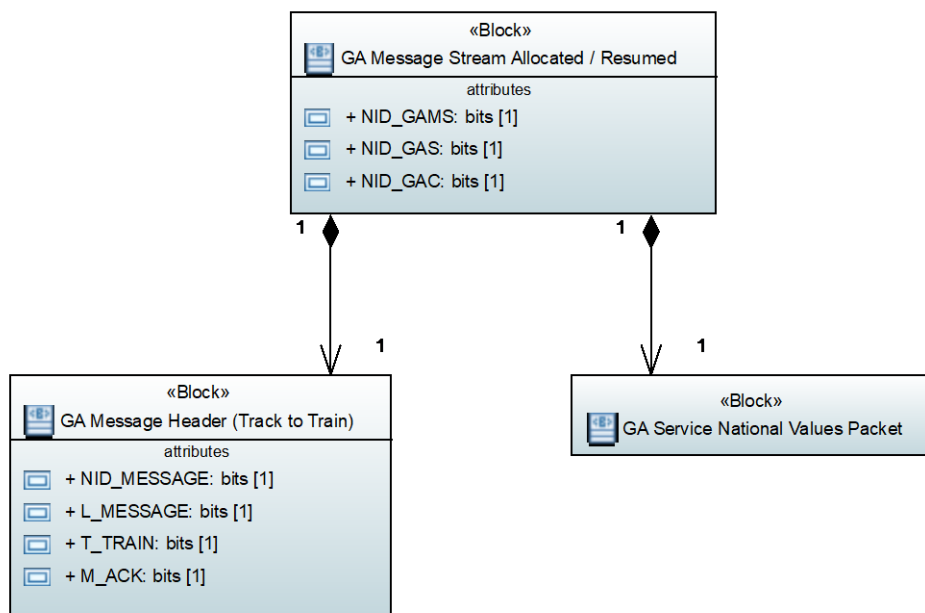 «Block»
GA Message Stream Allocated / Resumed
attributes
+ NID_GAMS: bits [1]
+ NID_GAS: bits [1]
+ NID_GAC: bits [1]
1
1
1
1
«Block»
GA Message Header (Track to Train)
attributes
+ NID_MESSAGE: bits [1]
+ L_MESSAGE: bits [1]
+ T_TRAIN: bits [1]
+ M_ACK: bits [1]
«Block»
GA Service National Values Packet